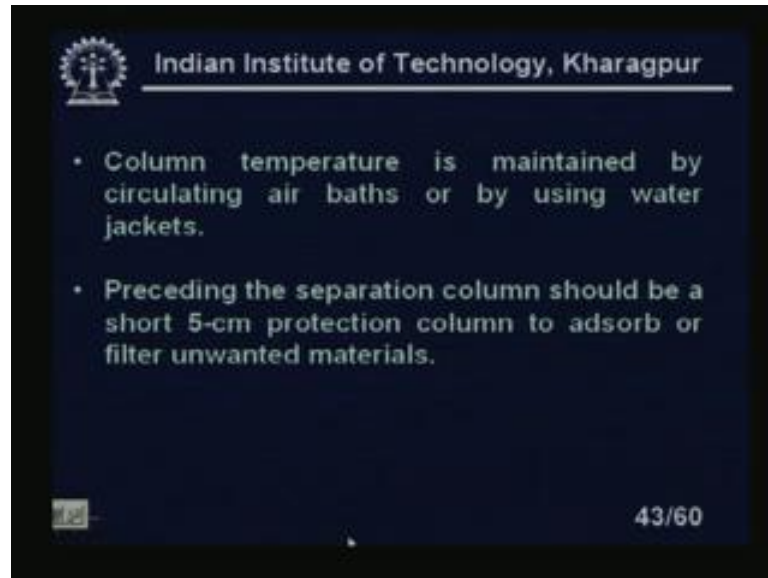 Indian Institute of Technology, Kharagpur
• Column temperature is maintained by
circulating air baths or by using water
jackets.
• Preceding the separation column should be a
short 5-cm protection column to adsorb or
filter unwanted materials.
43/60